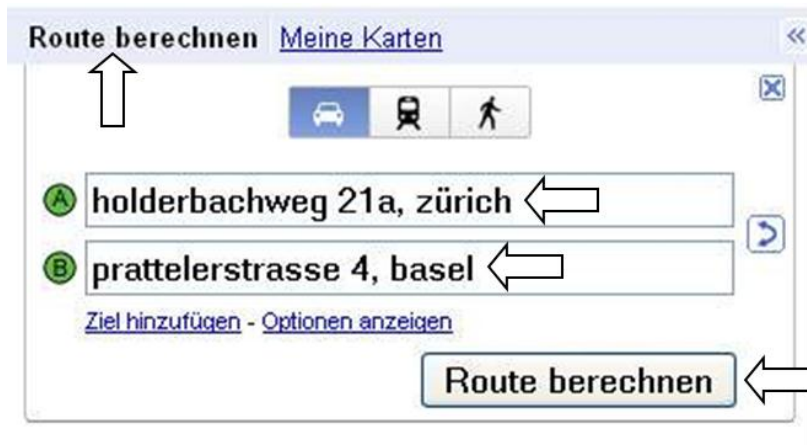 Route berechnen Meine Karten «
A holderbachweg 21a, zürich
B prattelerstrasse 4, basel
Ziel hinzufügen - Optionen anzeigen
Route berechnen